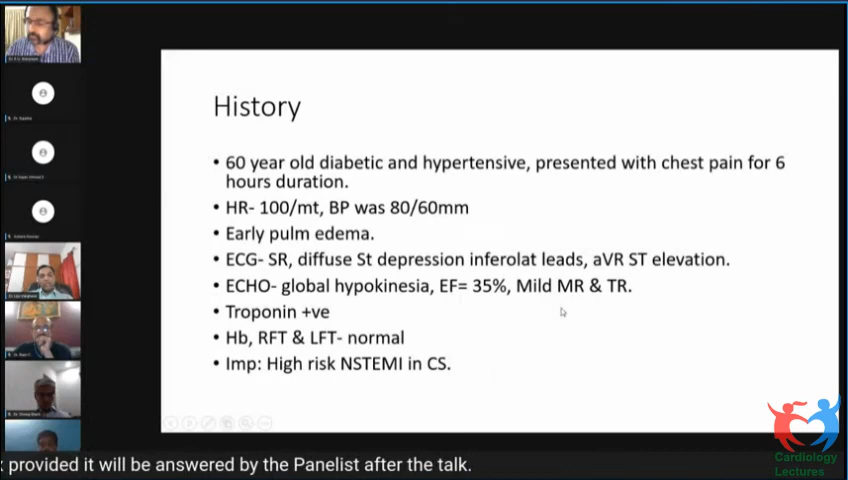 History
• 60 year old diabetic and hypertensive, presented with chest pain for 6
hours duration.
• HR- 100/mt, BP was 80/60mm
• Early pulm edema.
• ECG- SR, diffuse St depression inferolat leads, aVR ST elevation.
• ECHO- global hypokinesia, EF= 35%, Mild MR & TR.
• Troponin +ve
• Hb, RFT & LFT- normal
• Imp: High risk NSTEMI in CS.
provided it will be answered by the Panelist after the talk.
Cardiology
Lectures